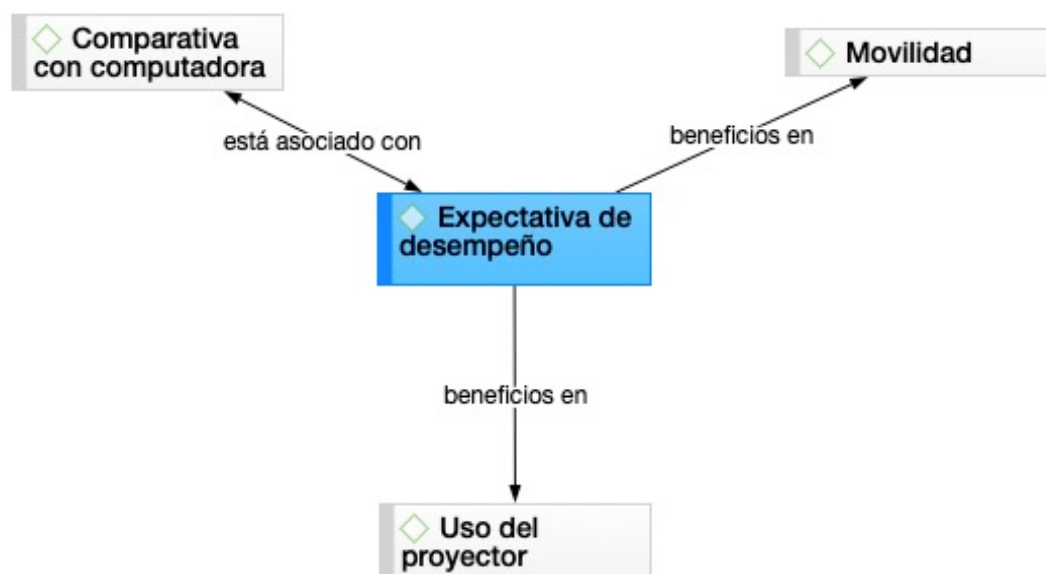 Comparativa
con computadora
Movilidad
está asociado con
beneficios en
Expectativa de
desempeño
beneficios en
Uso del
proyector